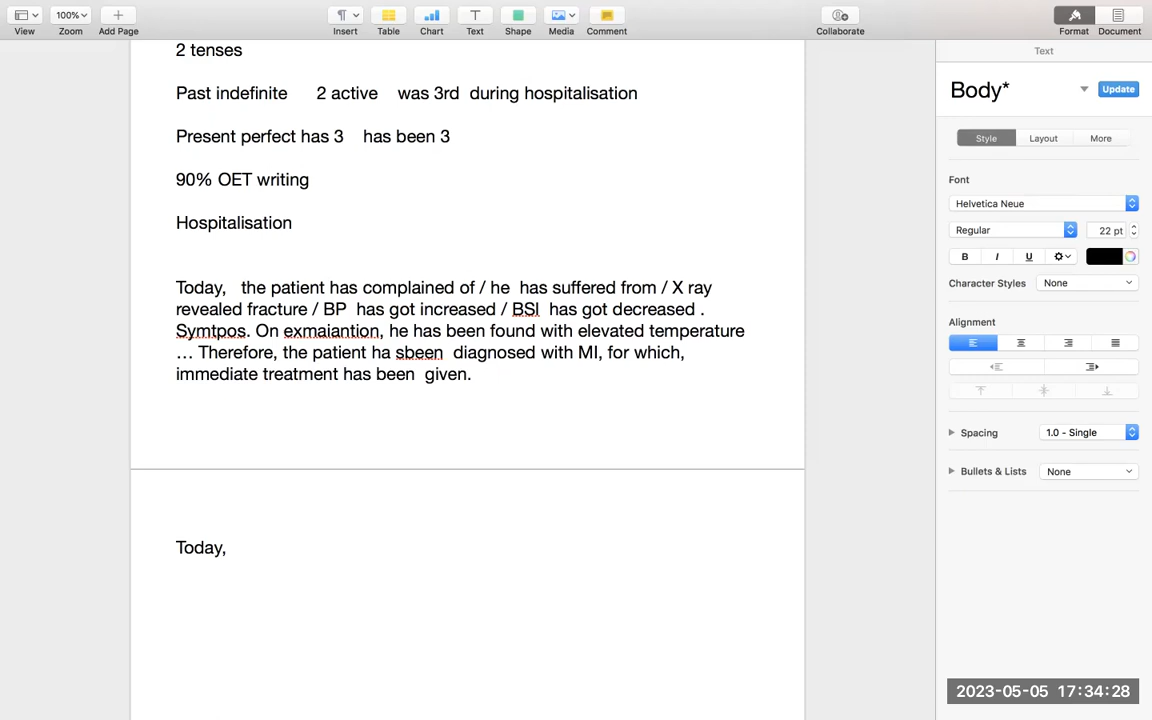 View
100%
Zoom
Add Page
Insert
Table
Chart
Text
Shape
Media
Comment
Collaborate
Format
Document
2 tenses
Past indefinite 2 active was 3rd during hospitalisation
Present perfect has 3 has been 3
90% OET writing
Hospitalisation
Today, the patient has complained of / he has suffered from / X ray
revealed fracture / BP has got increased / BSl has got decreased .
Symtpos. On exmaiantion, he has been found with elevated temperature
… Therefore, the patient ha sbeen diagnosed with MI, for which,
immediate treatment has been given.
Today,
Text
Body*
Update
Style Layout More
Font
Helvetica Neue
Regular 22 pt
B I U
Character Styles None
Alignment
Spacing 1.0 - Single
Bullets & Lists None
2023-05-05 17:34:28